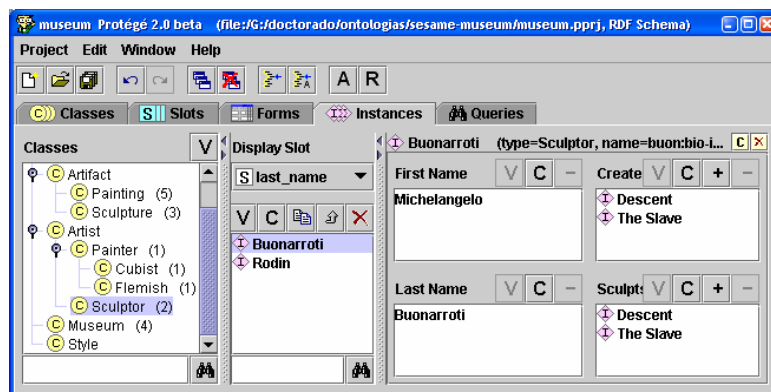 museum Protégé 2.0 beta (file:/G:/doctorado/ontologias/sesame-museum/museum.pprj, RDF Schema)
Project Edit Window Help
A R
C Classes S Slots Forms Instances Queries
Classes V
C Artifact
C Painting (5)
C Sculpture (3)
C Artist
C Painter (1)
C Cubist (1)
C Flemish (1)
C Sculptor (2)
C Museum (4)
C Style
Display Slot
S last_name
V C
I Buonarroti
I Rodin
I Buonarroti (type=Sculptor, name=buon:bio-i... C
First Name V C −
Michelangelo
Create V C + −
I Descent
I The Slave
Last Name V C −
Buonarroti
Sculpts V C + −
I Descent
I The Slave